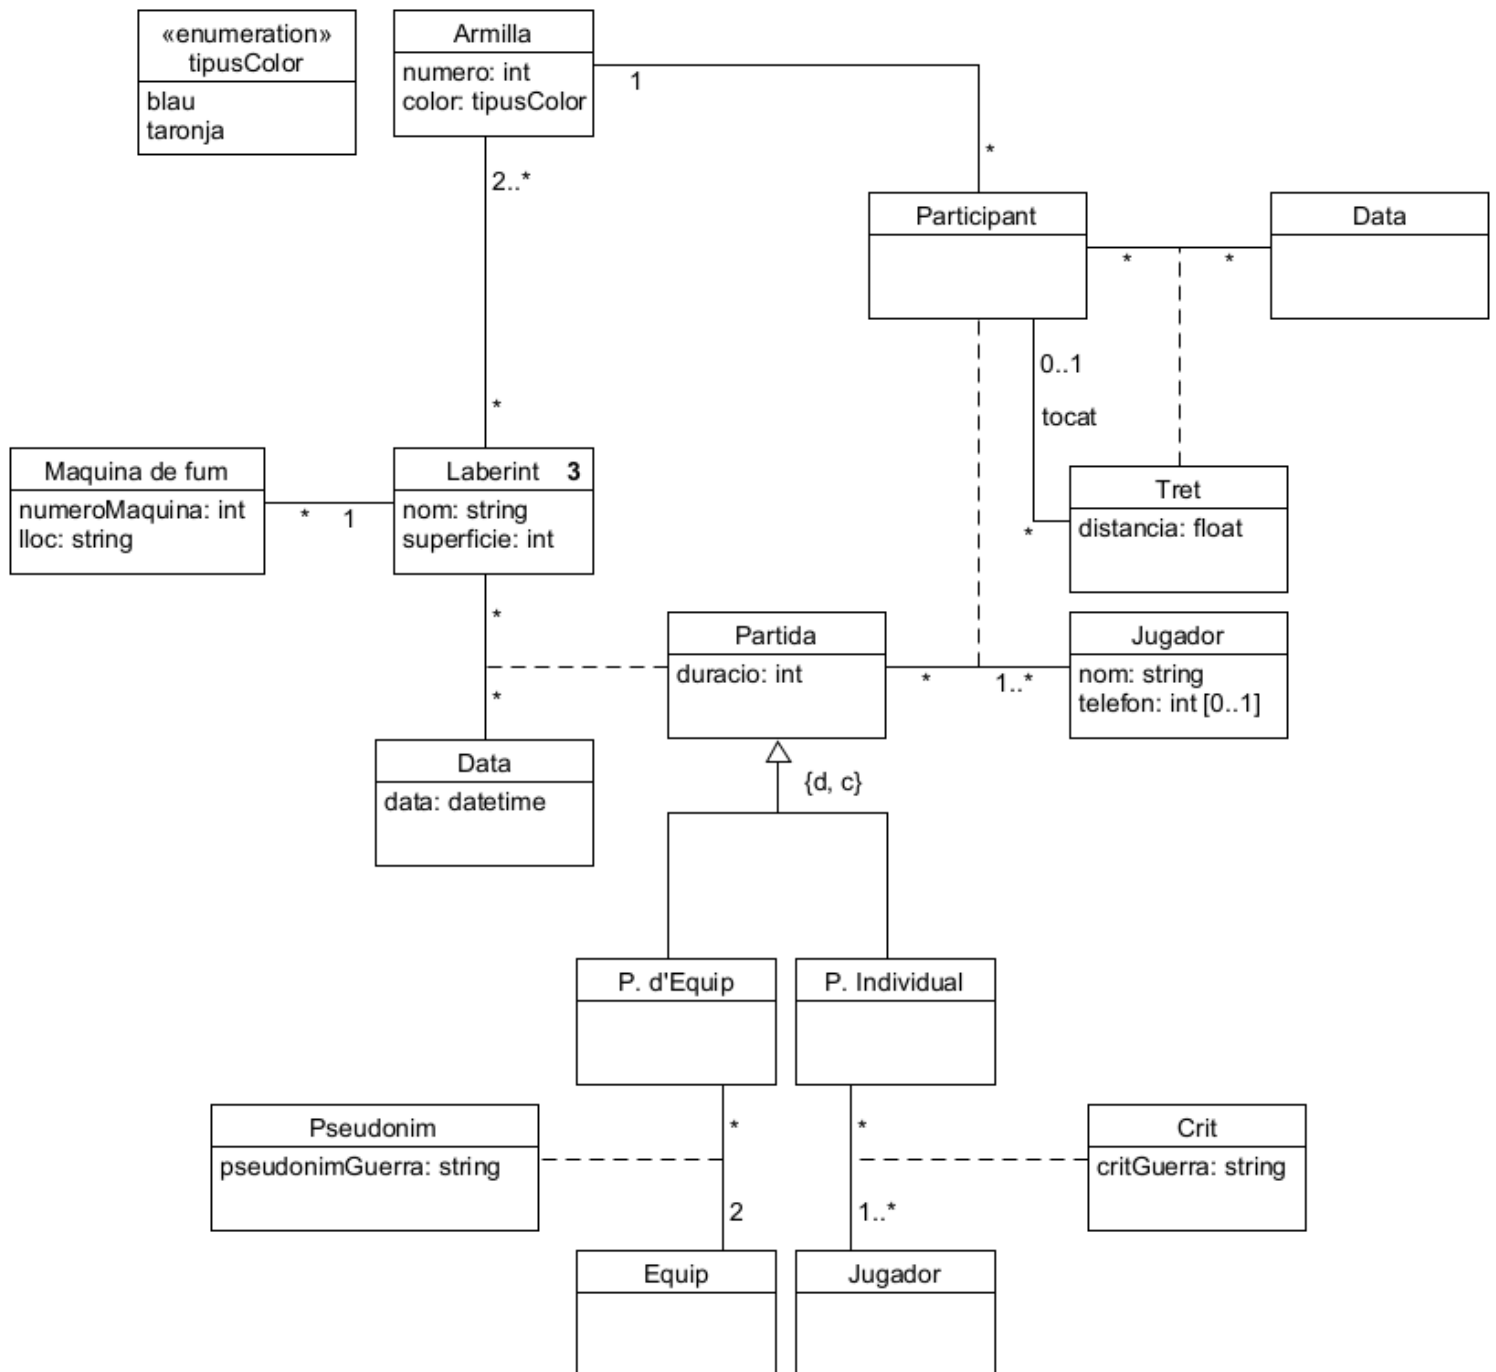 «enumeration»
tipusColor
blau
taronja
Armilla
numero: int
color: tipusColor
1
*
2..*
*
Participant
*
*
Data
0..1
tocat
*
Tret
distancia: float
Maquina de fum
numeroMaquina: int
lloc: string
*
1
Laberint 3
nom: string
superficie: int
*
*
Partida
duracio: int
*
1..*
Jugador
nom: string
telefon: int [0..1]
Data
data: datetime
{d, c}
P. d'Equip
P. Individual
Pseudonim
pseudonimGuerra: string
*
2
*
1..*
Crit
critGuerra: string
Equip
Jugador